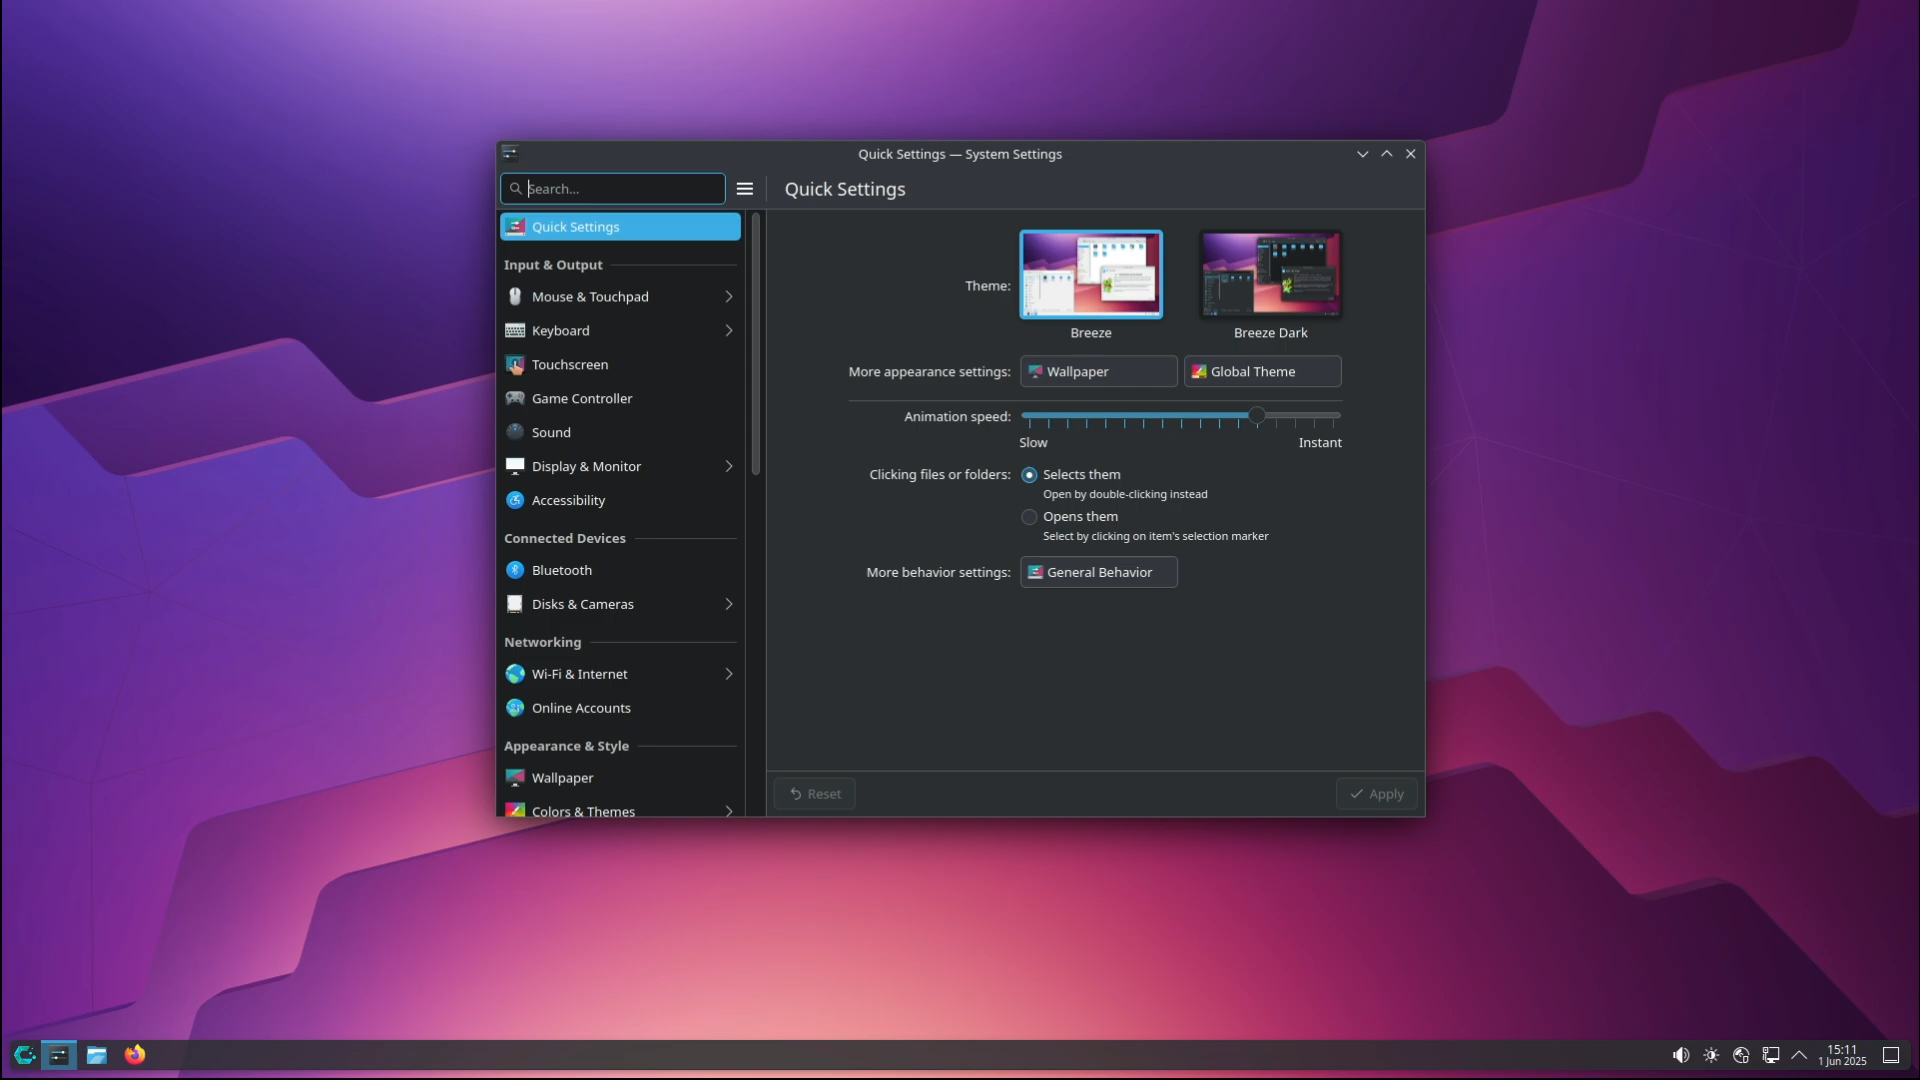 Quick Settings — System Settings
Search...
Quick Settings
Quick Settings
Input & Output
Mouse & Touchpad
Keyboard
Touchscreen
Game Controller
Sound
Display & Monitor
Accessibility
Connected Devices
Bluetooth
Disks & Cameras
Networking
Wi-Fi & Internet
Online Accounts
Appearance & Style
Wallpaper
Colors & Themes
Theme:
Breeze
Breeze Dark
More appearance settings:
Wallpaper
Global Theme
Animation speed:
Slow
Instant
Clicking files or folders:
Selects them
Open by double-clicking instead
Opens them
Select by clicking on item's selection marker
More behavior settings:
General Behavior
Reset
Apply
15:11
1 Jun 2025